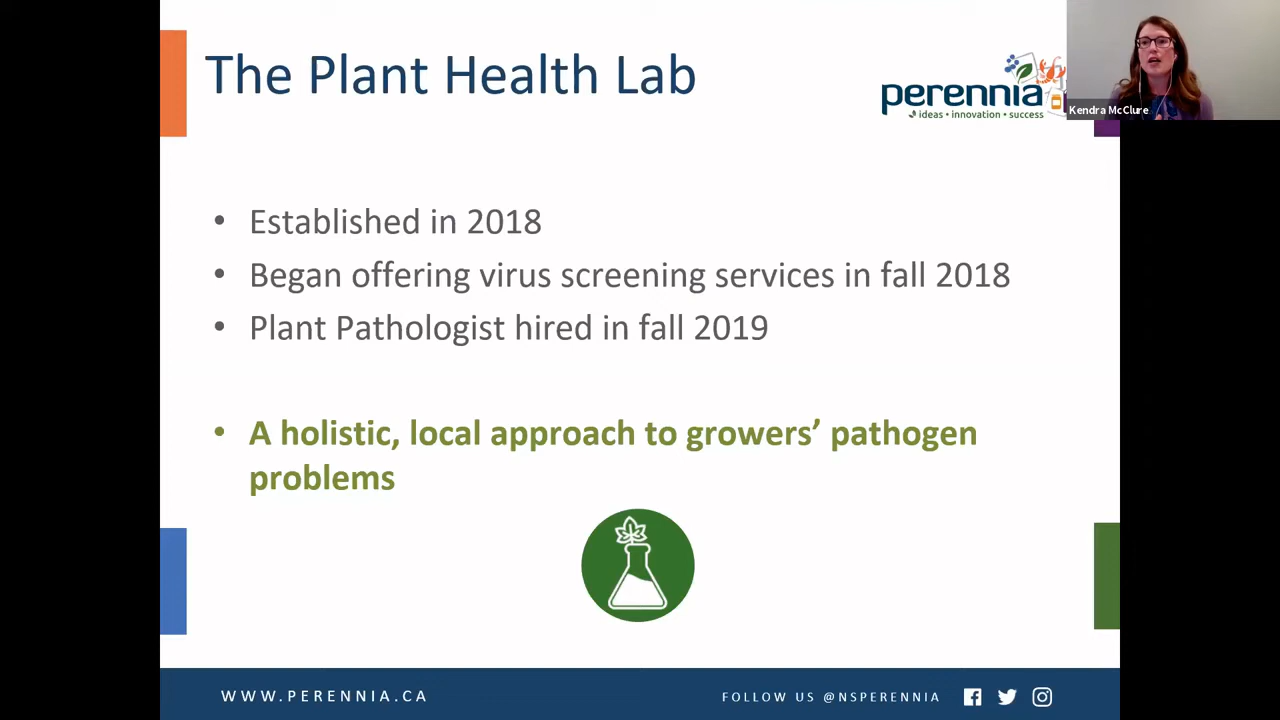 The Plant Health Lab
perennia
ideas • innovation • success
Kendra McClure
• Established in 2018
• Began offering virus screening services in fall 2018
• Plant Pathologist hired in fall 2019
• A holistic, local approach to growers’ pathogen
problems
WWW.PERENNIA.CA
FOLLOW US @NSPERENNIA